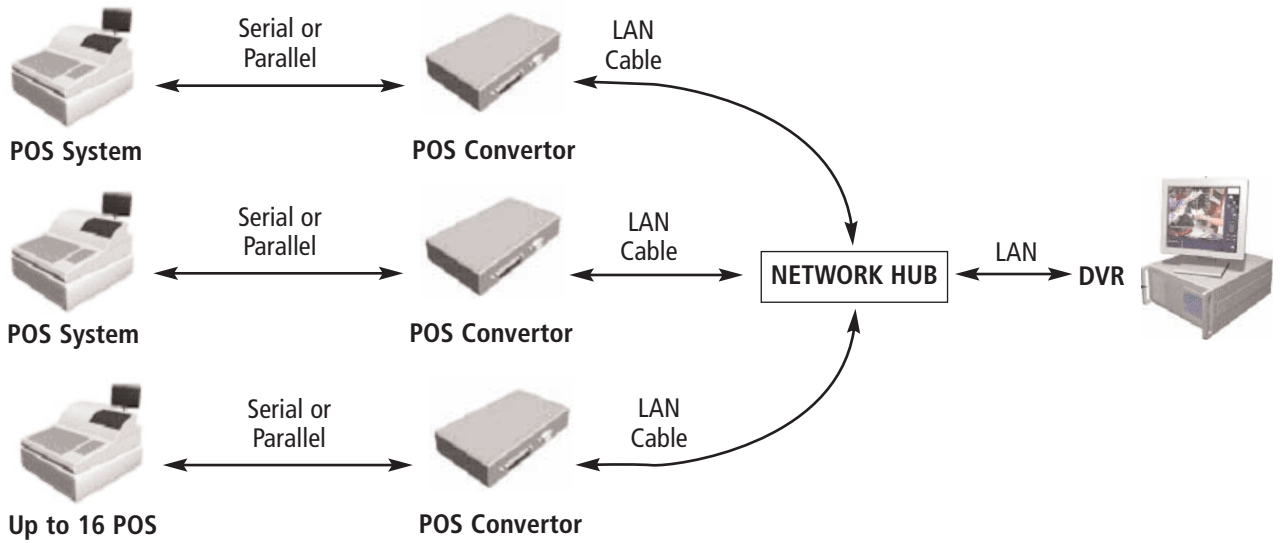 Serial or
Parallel
LAN
Cable
POS System
POS Convertor
Serial or
Parallel
LAN
Cable
NETWORK HUB
LAN
DVR
POS System
POS Convertor
Serial or
Parallel
LAN
Cable
Up to 16 POS
POS Convertor